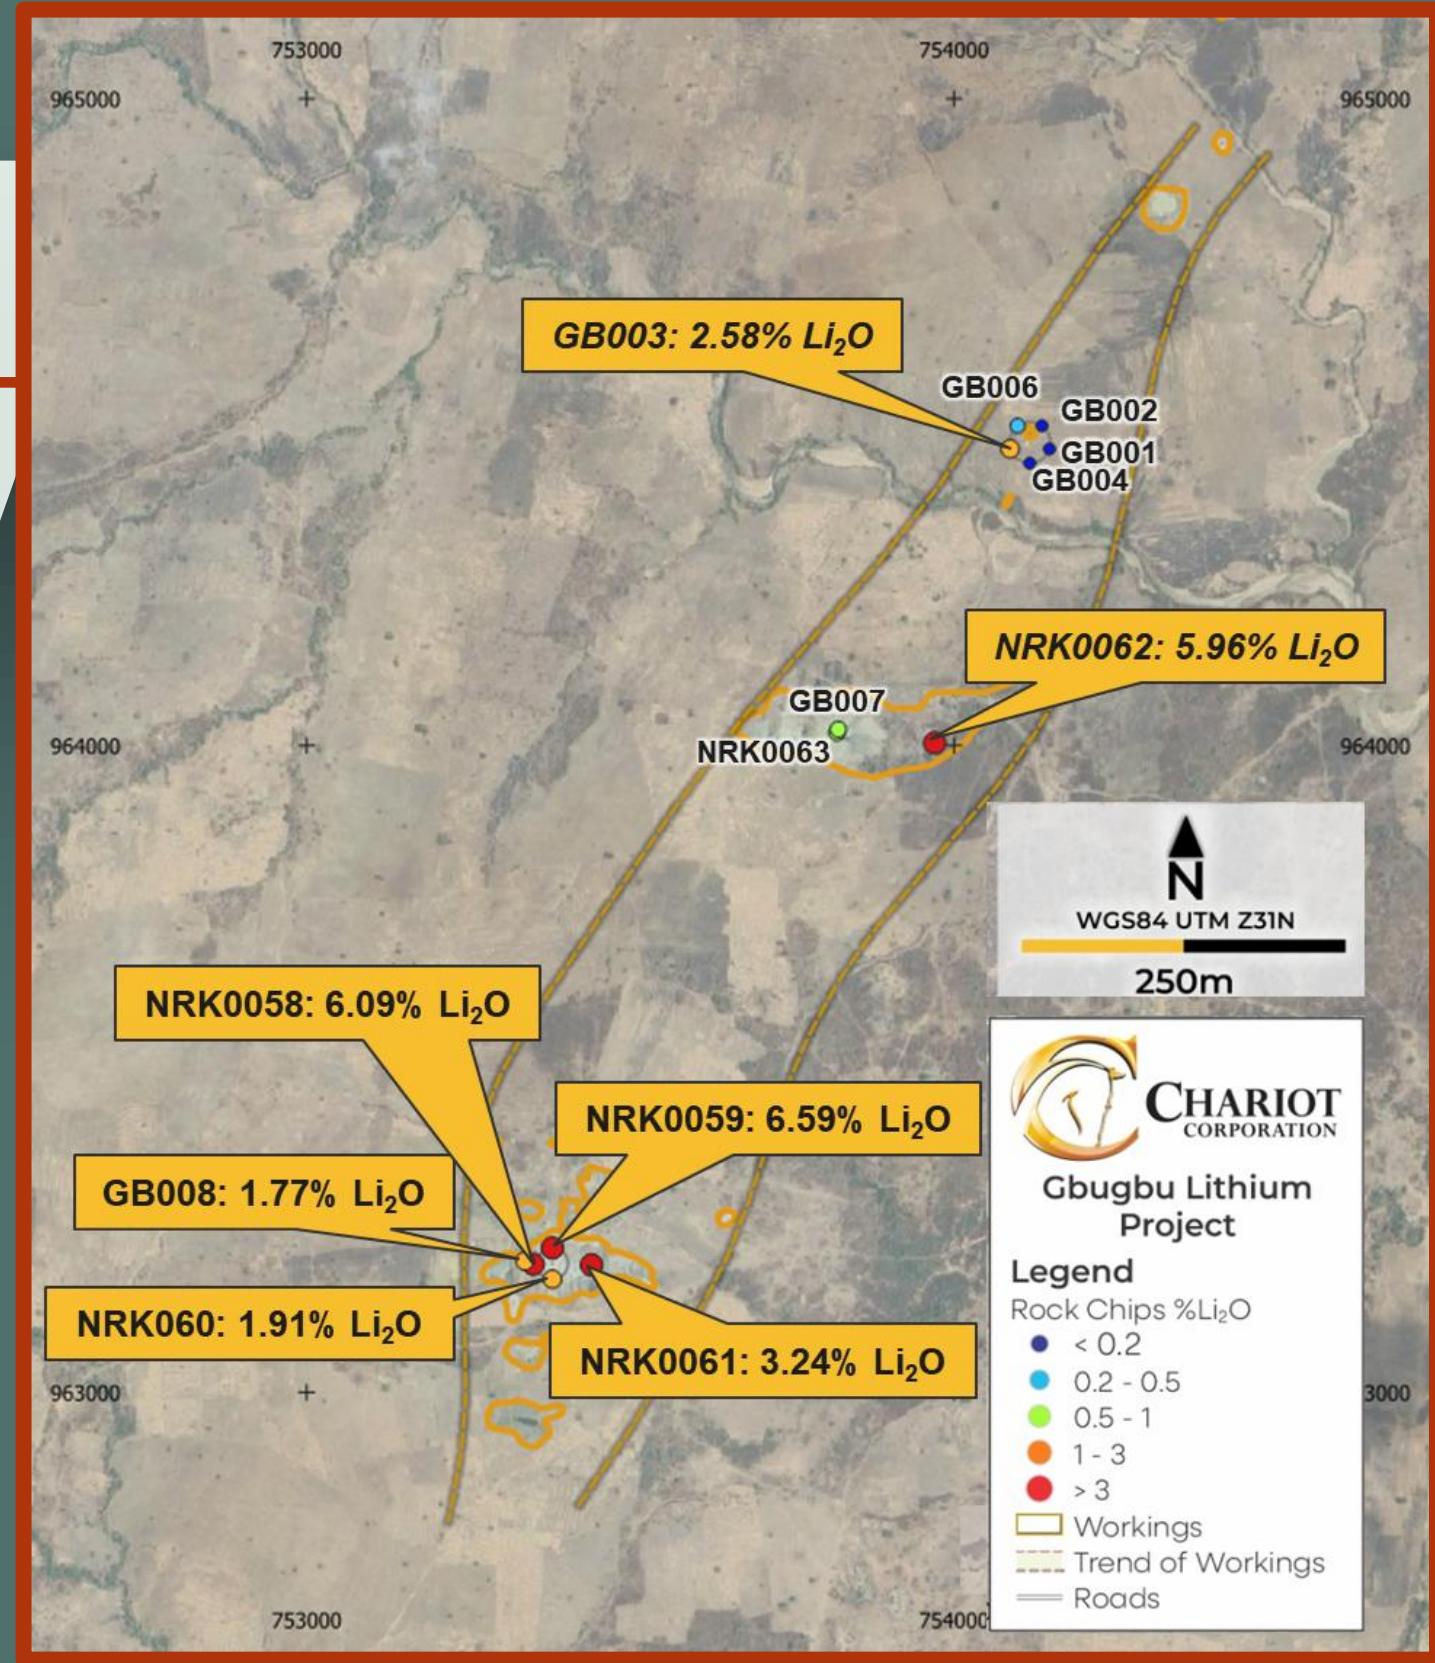 753000
754000
965000
965000
GB003: 2.58% Li₂O
GB006
GB002
GB001
GB004
NRK0062: 5.96% Li₂O
GB007
NRK0063
964000
964000
N
WGS84 UTM Z31N
250m
NRK0058: 6.09% Li₂O
NRK0059: 6.59% Li₂O
GB008: 1.77% Li₂O
NRK060: 1.91% Li₂O
NRK0061: 3.24% Li₂O
963000
3000
CHARIOT
CORPORATION
Gbugbu Lithium
Project
Legend
Rock Chips %Li₂O
< 0.2
0.2 - 0.5
0.5 - 1
1 - 3
> 3
Workings
Trend of Workings
Roads
753000
754000